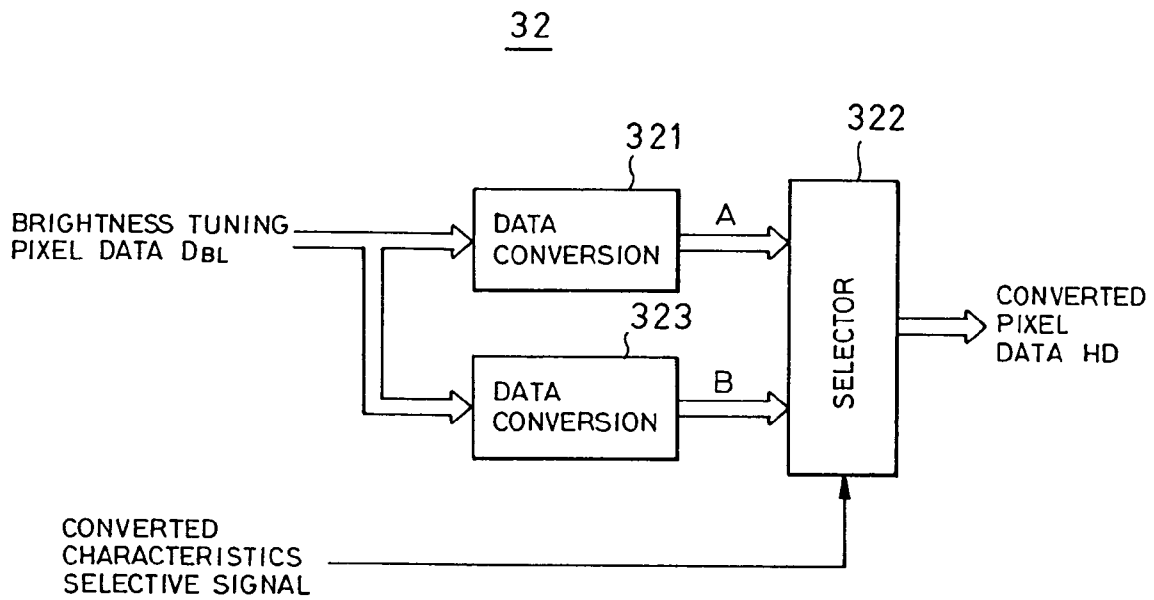 32
321
322
BRIGHTNESS TUNING
PIXEL DATA DBL
DATA
CONVERSION
A
323
DATA
CONVERSION
B
SELECTOR
CONVERTED
PIXEL
DATA HD
CONVERTED
CHARACTERISTICS
SELECTIVE SIGNAL